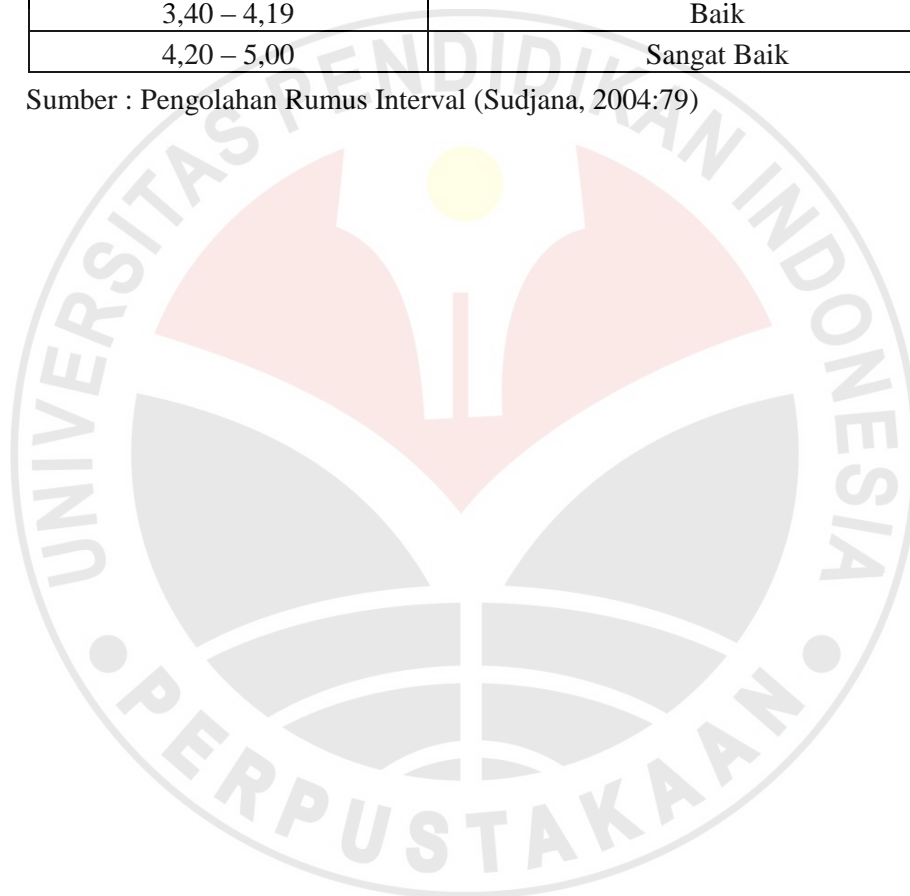 3,40 – 4,19 Baik
4,20 – 5,00 Sangat Baik
Sumber : Pengolahan Rumus Interval (Sudjana, 2004:79)
UNIVERSITAS PENDIDIKAN INDONESIA
PERPUSTAKAAN